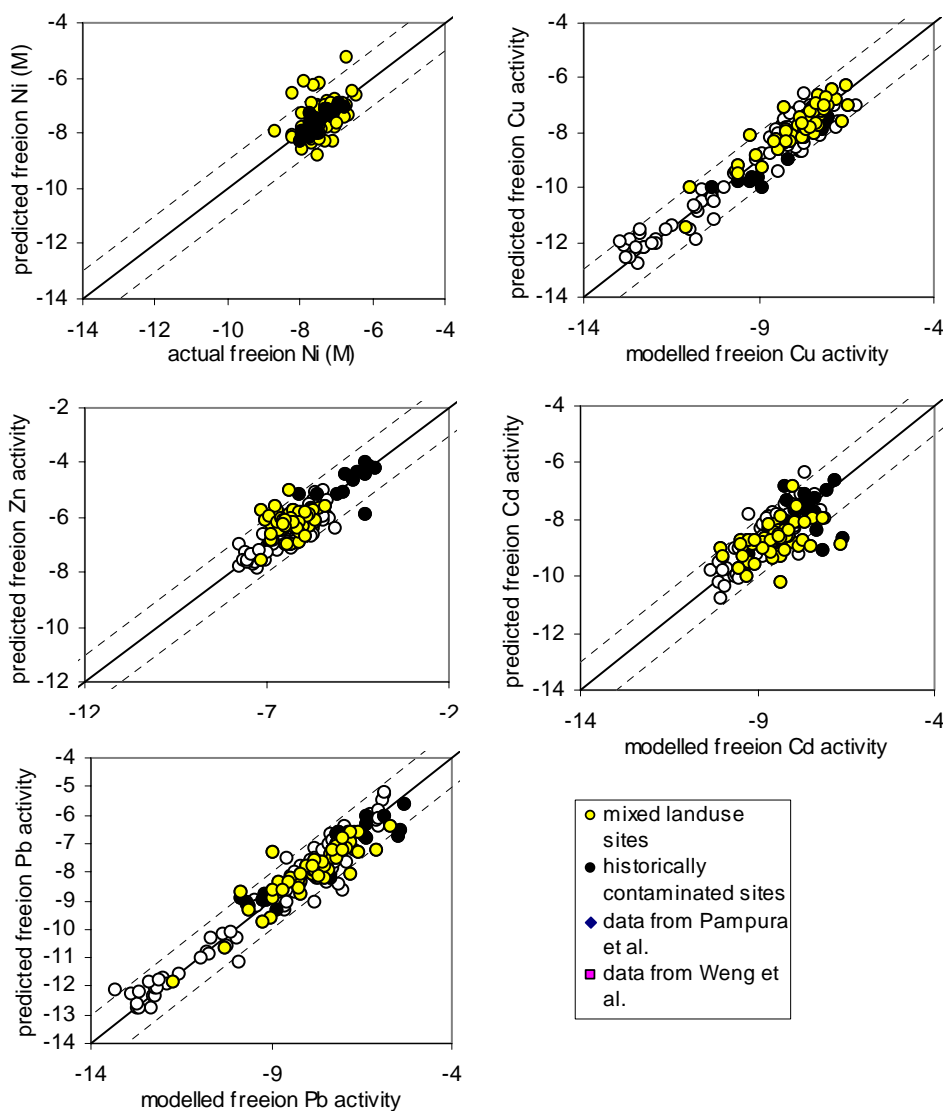 -4
-6
-8
-10
-12
-14
-14 -12 -10 -8 -6 -4
predicted freeion Ni (M)
actual freeion Ni (M)
-4
-6
-8
-10
-12
-14
-14 -9 -4
predicted freeion Cu activity
modelled freeion Cu activity
-2
-4
-6
-8
-10
-12
-12 -7 -2
predicted freeion Zn activity
-4
-6
-8
-10
-12
-14
-14 -9 -4
predicted freeion Cd activity
modelled freeion Cd activity
-4
-5
-6
-7
-8
-9
-10
-11
-12
-13
-14
-14 -9 -4
predicted freeion Pb activity
modelled freeion Pb activity
mixed landuse
sites
historically
contaminated sites
data from Pampura
et al.
data from Weng et
al.